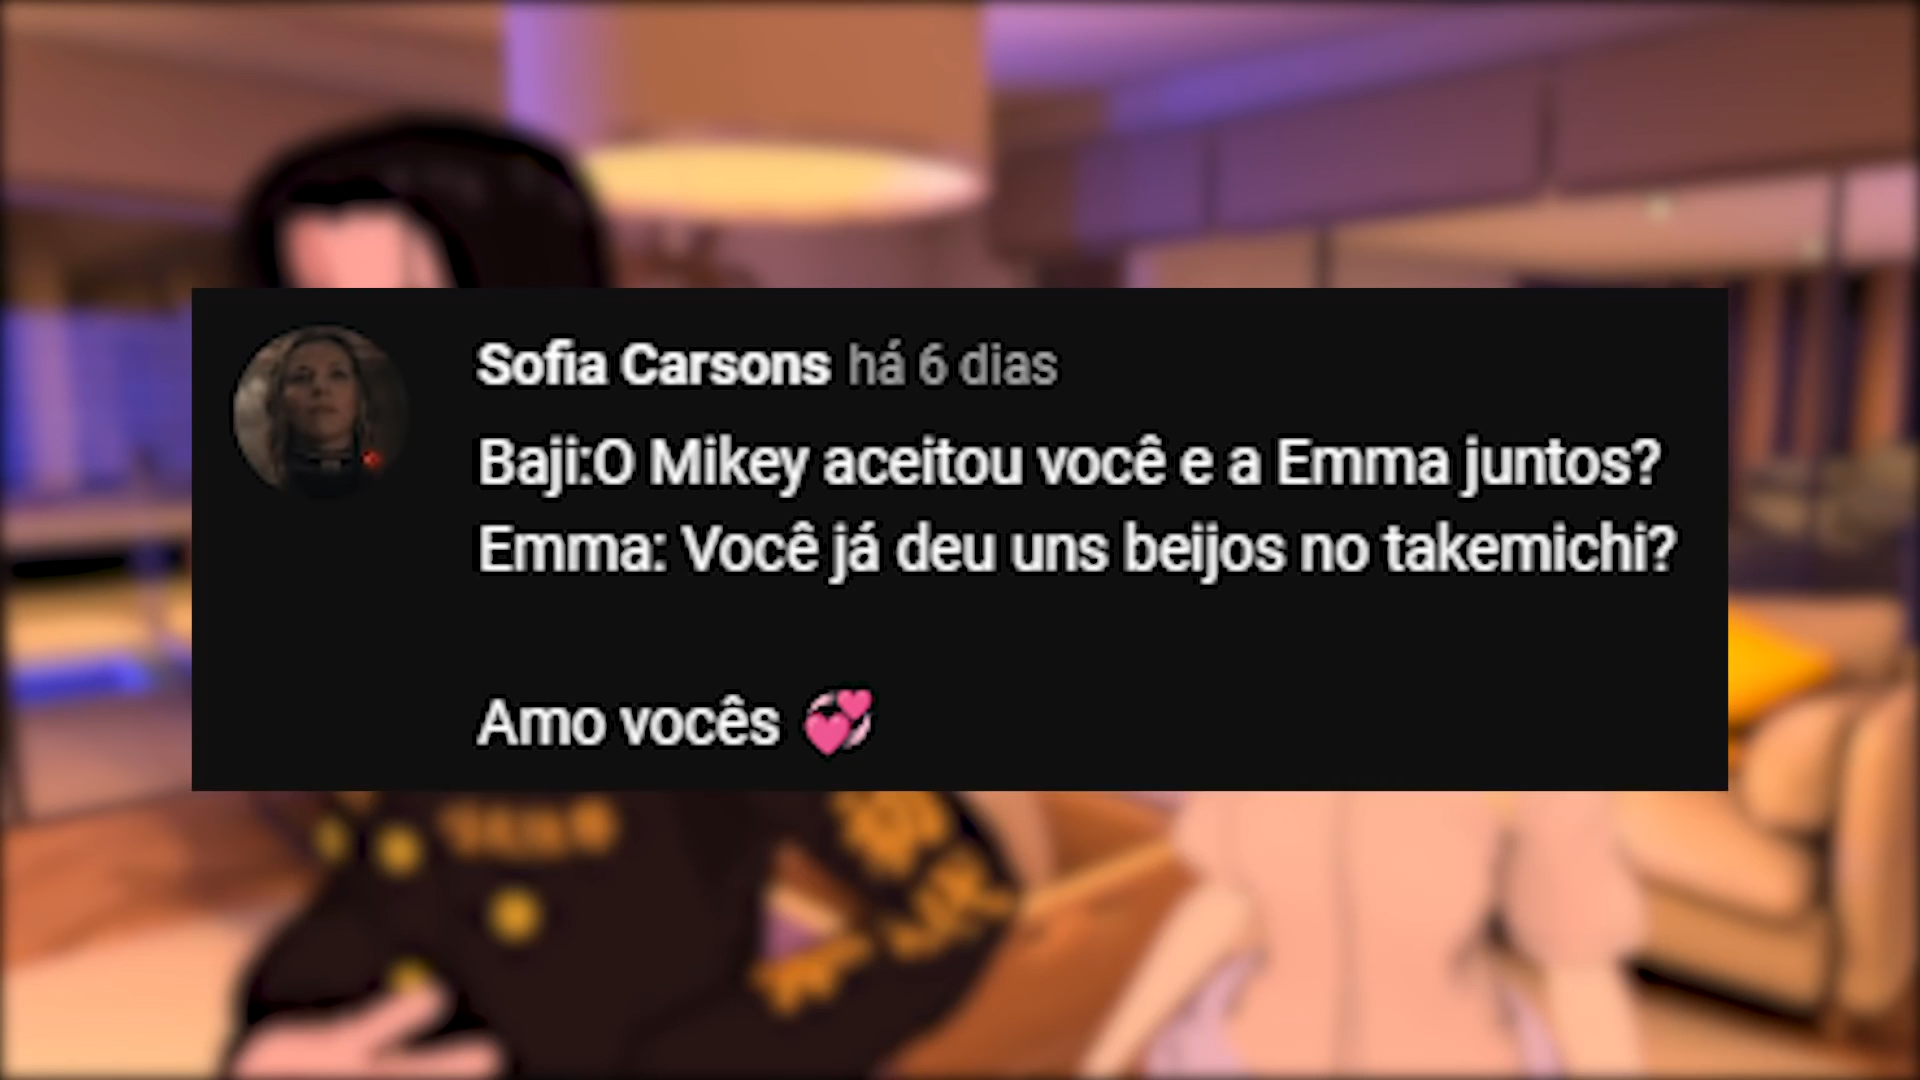 Sofia Carsons há 6 dias
Baji:O Mikey aceitou você e a Emma juntos?
Emma: Você já deu uns beijos no takemichi?
Amo vocês 💞